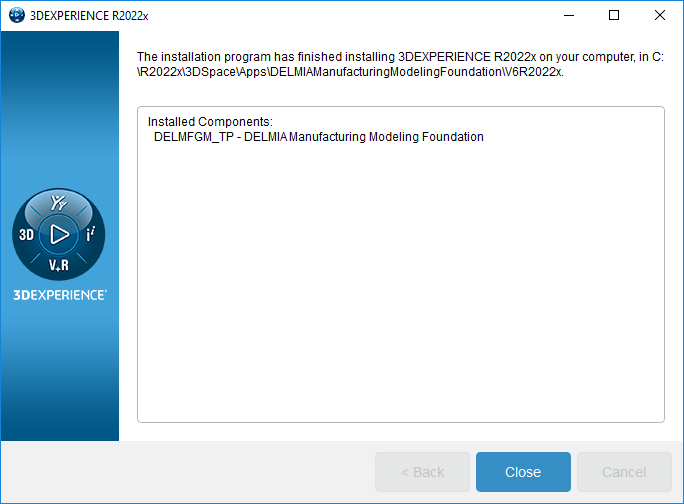 3DEXPERIENCE R2022x
The installation program has finished installing 3DEXPERIENCE R2022x on your computer, in C:
\R2022x\3DSpace\Apps\DELMIAManufacturingModelingFoundation\V6R2022x.
Installed Components:
DELMFGM_TP - DELMIA Manufacturing Modeling Foundation
3D
i
V+R
3DEXPERIENCE
< Back
Close
Cancel